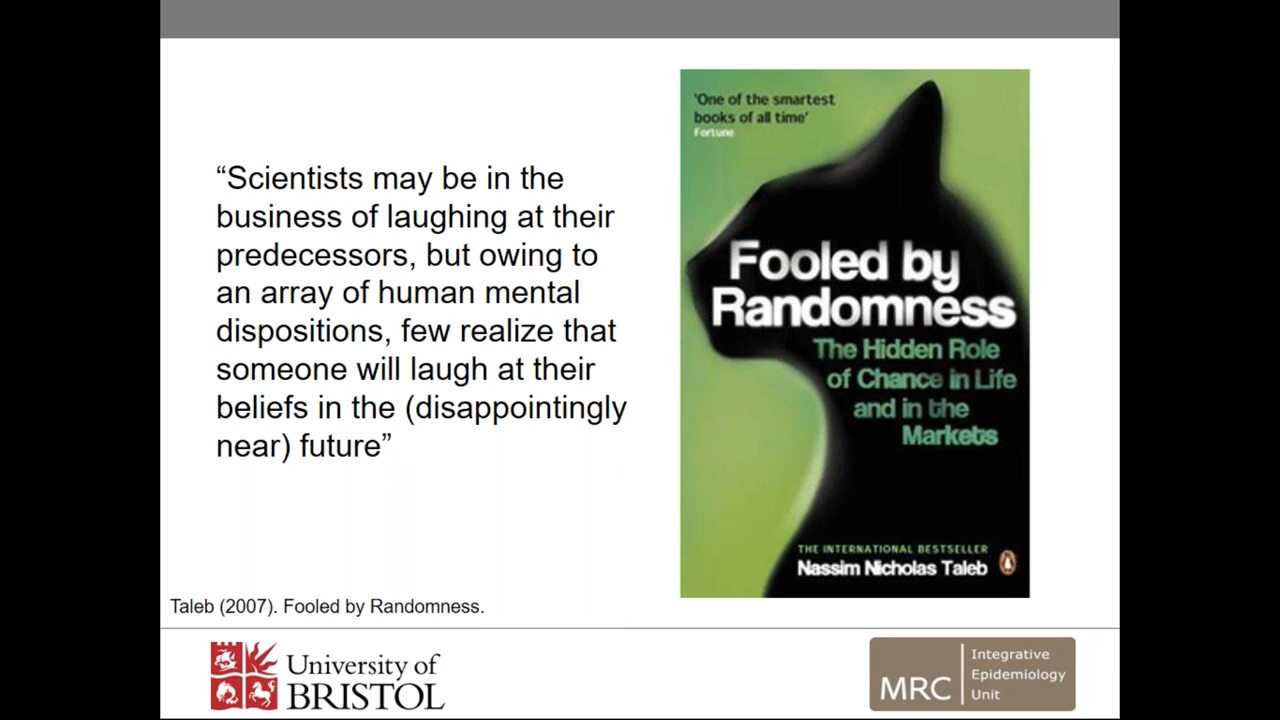 “Scientists may be in the
business of laughing at their
predecessors, but owing to
an array of human mental
dispositions, few realize that
someone will laugh at their
beliefs in the (disappointingly
near) future”
'One of the smartest
books of all time'
Fortune
Fooled by
Randomness
The Hidden Role
of Chance in Life
and in the
Markets
THE INTERNATIONAL BESTSELLER
Nassim Nicholas Taleb
Taleb (2007). Fooled by Randomness.
University of
BRISTOL
MRC
Integrative
Epidemiology
Unit